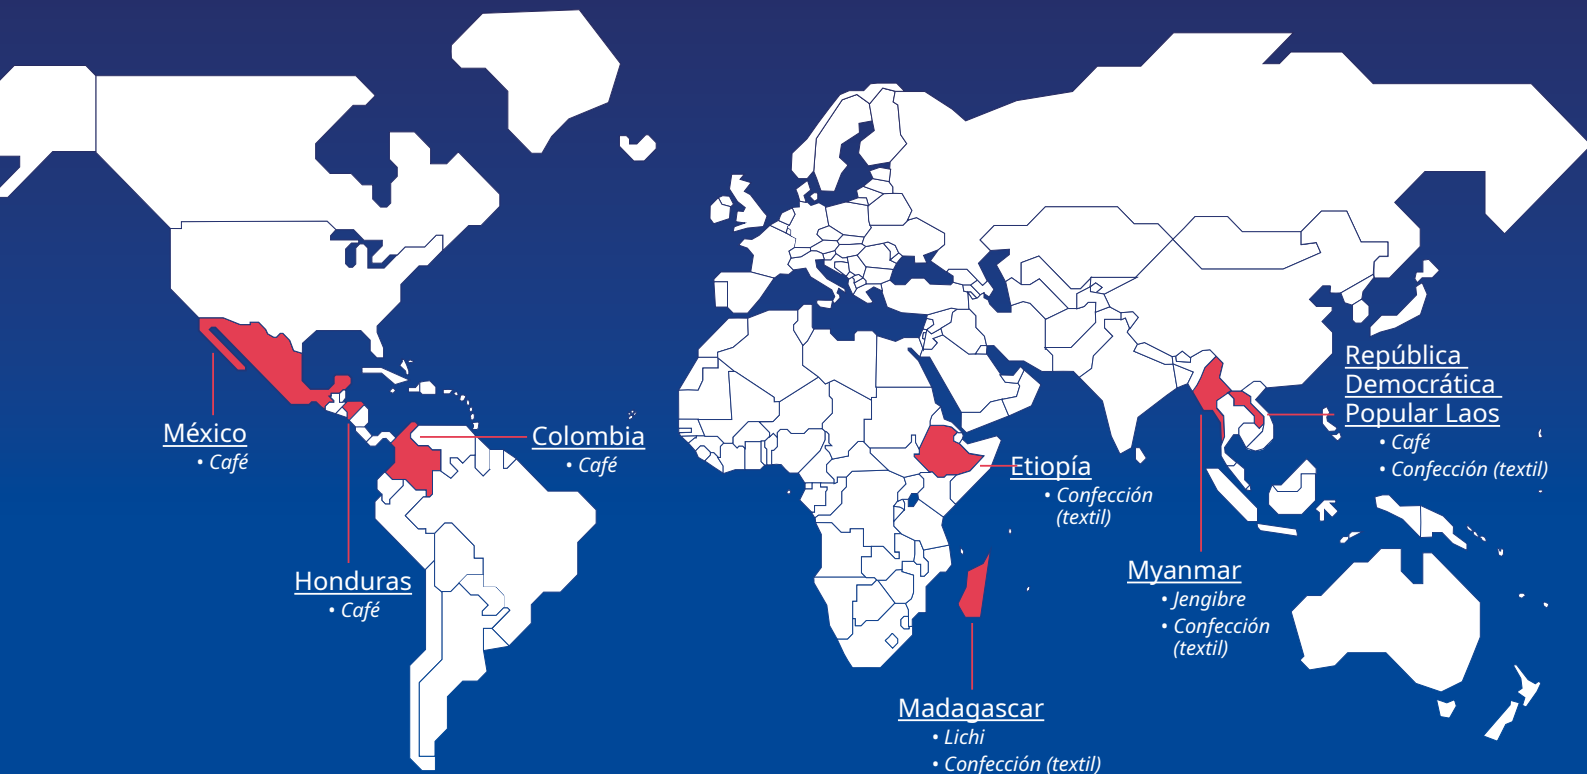 México
• Café
Honduras
• Café
Colombia
• Café
Etiopía
• Confección
(textil)
Madagascar
• Lichi
• Confección (textil)
Myanmar
• Jengibre
• Confección
(textil)
República
Democrática
Popular Laos
• Café
• Confección (textil)